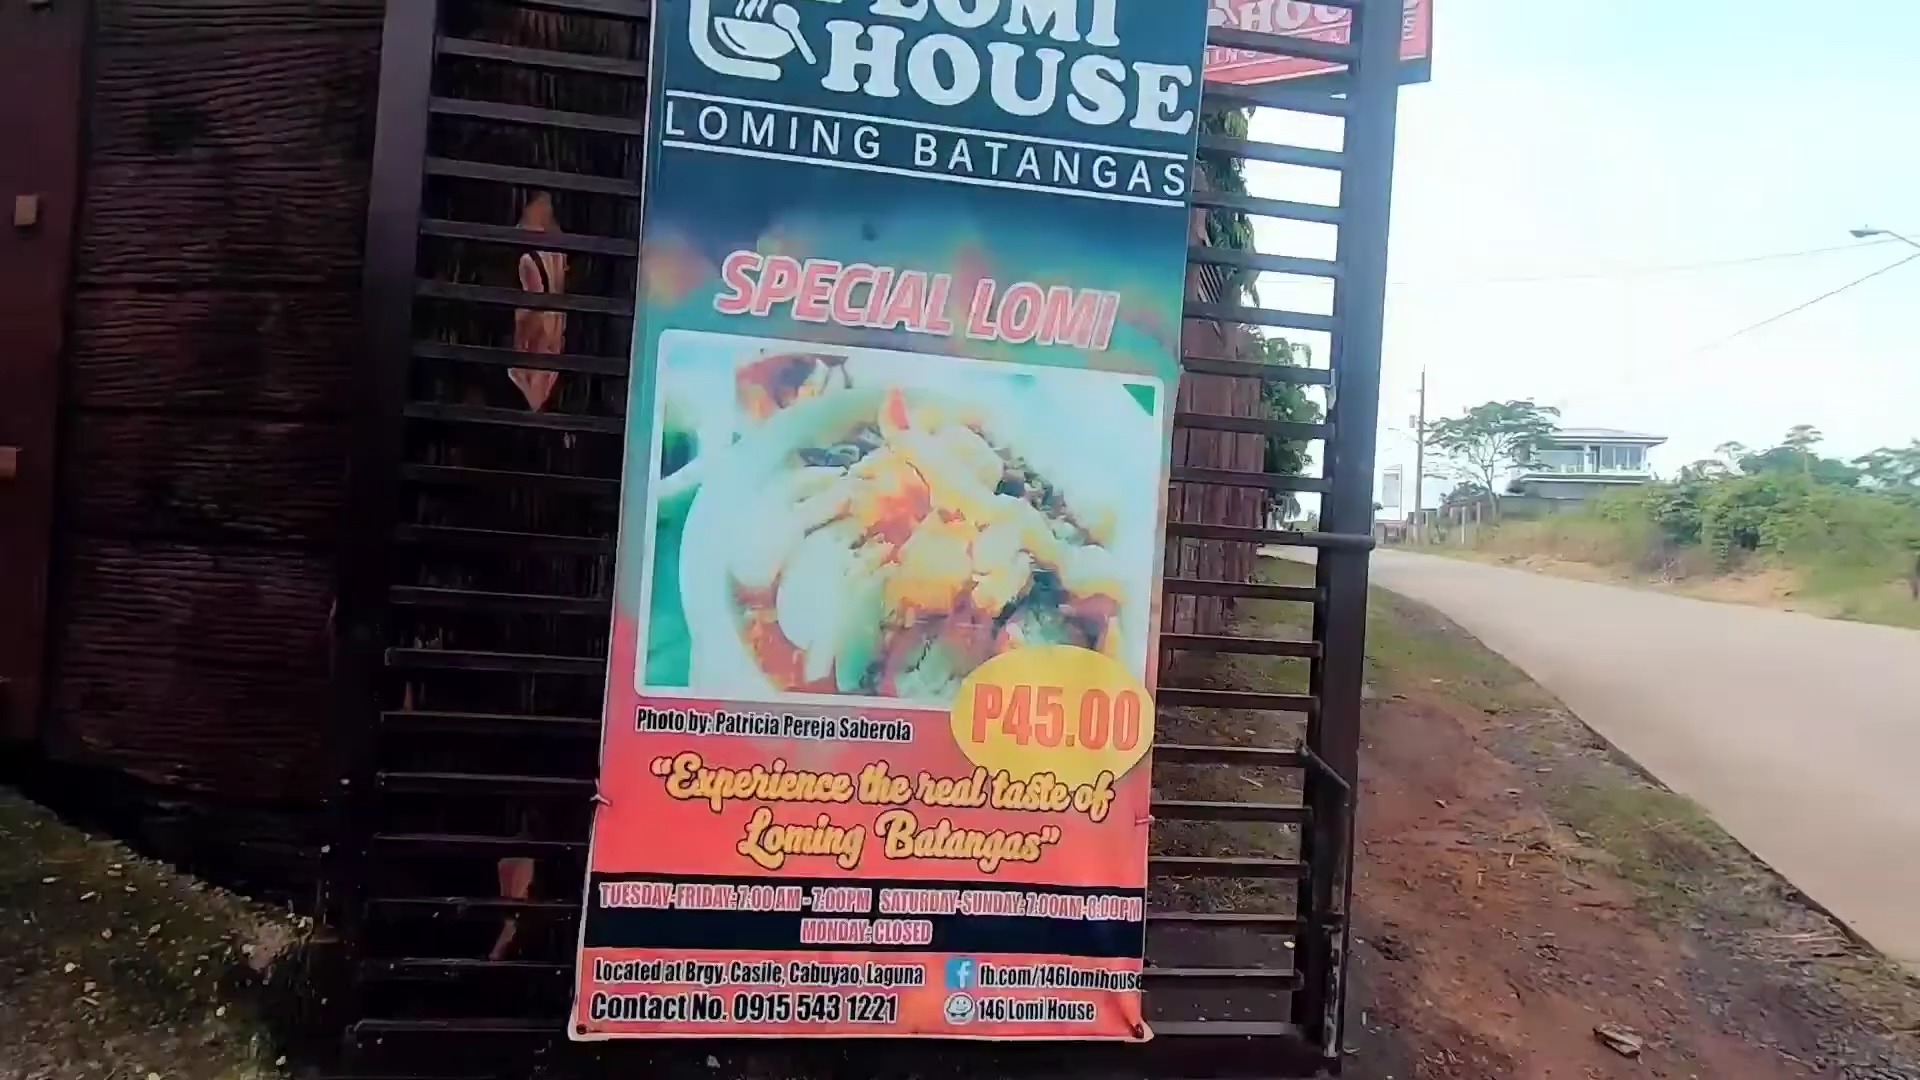 LOMI
HOUSE
LOMING BATANGAS
SPECIAL LOMI
P45.00
Photo by: Patricia Pereja Saberola
"Experience the real taste of
Loming Batangas"
TUESDAY-FRIDAY: 7:00 AM - 7:00PM SATURDAY-SUNDAY: 7:00AM-8:00PM
MONDAY: CLOSED
Located at Brgy. Casile, Cabuyao, Laguna
fb.com/146lomihouse
Contact No. 0915 543 1221
146 Lomi House